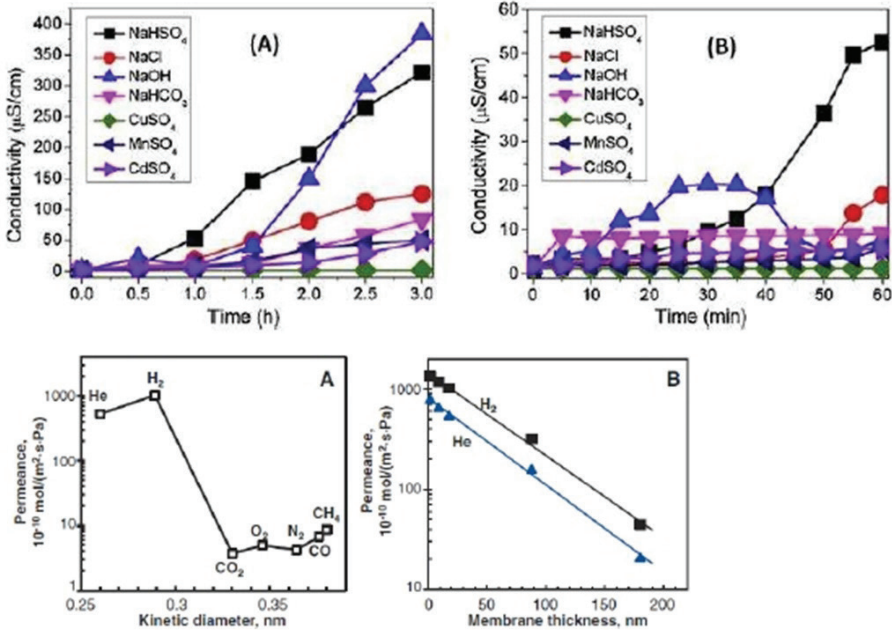 (A)
NaHSO₄
NaCl
NaOH
NaHCO₃
CuSO₄
MnSO₄
CdSO₄
Conductivity (μS/cm)
400
350
300
250
200
150
100
50
0
0.0 0.5 1.0 1.5 2.0 2.5 3.0
Time (h)
(B)
NaHSO₄
NaCl
NaOH
NaHCO₃
CuSO₄
MnSO₄
CdSO₄
Conductivity (μS/cm)
60
50
40
30
20
10
0
0 10 20 30 40 50 60
Time (min)
A
He
H₂
CO₂
O₂
N₂
CO
CH₄
Permeance,
10⁻¹⁰ mol/(m²·s·Pa)
1000
100
10
1
0.25 0.3 0.35
Kinetic diameter, nm
B
H₂
He
Permeance,
10⁻¹⁰ mol/(m²·s·Pa)
1000
100
10
0 50 100 150 200
Membrane thickness, nm